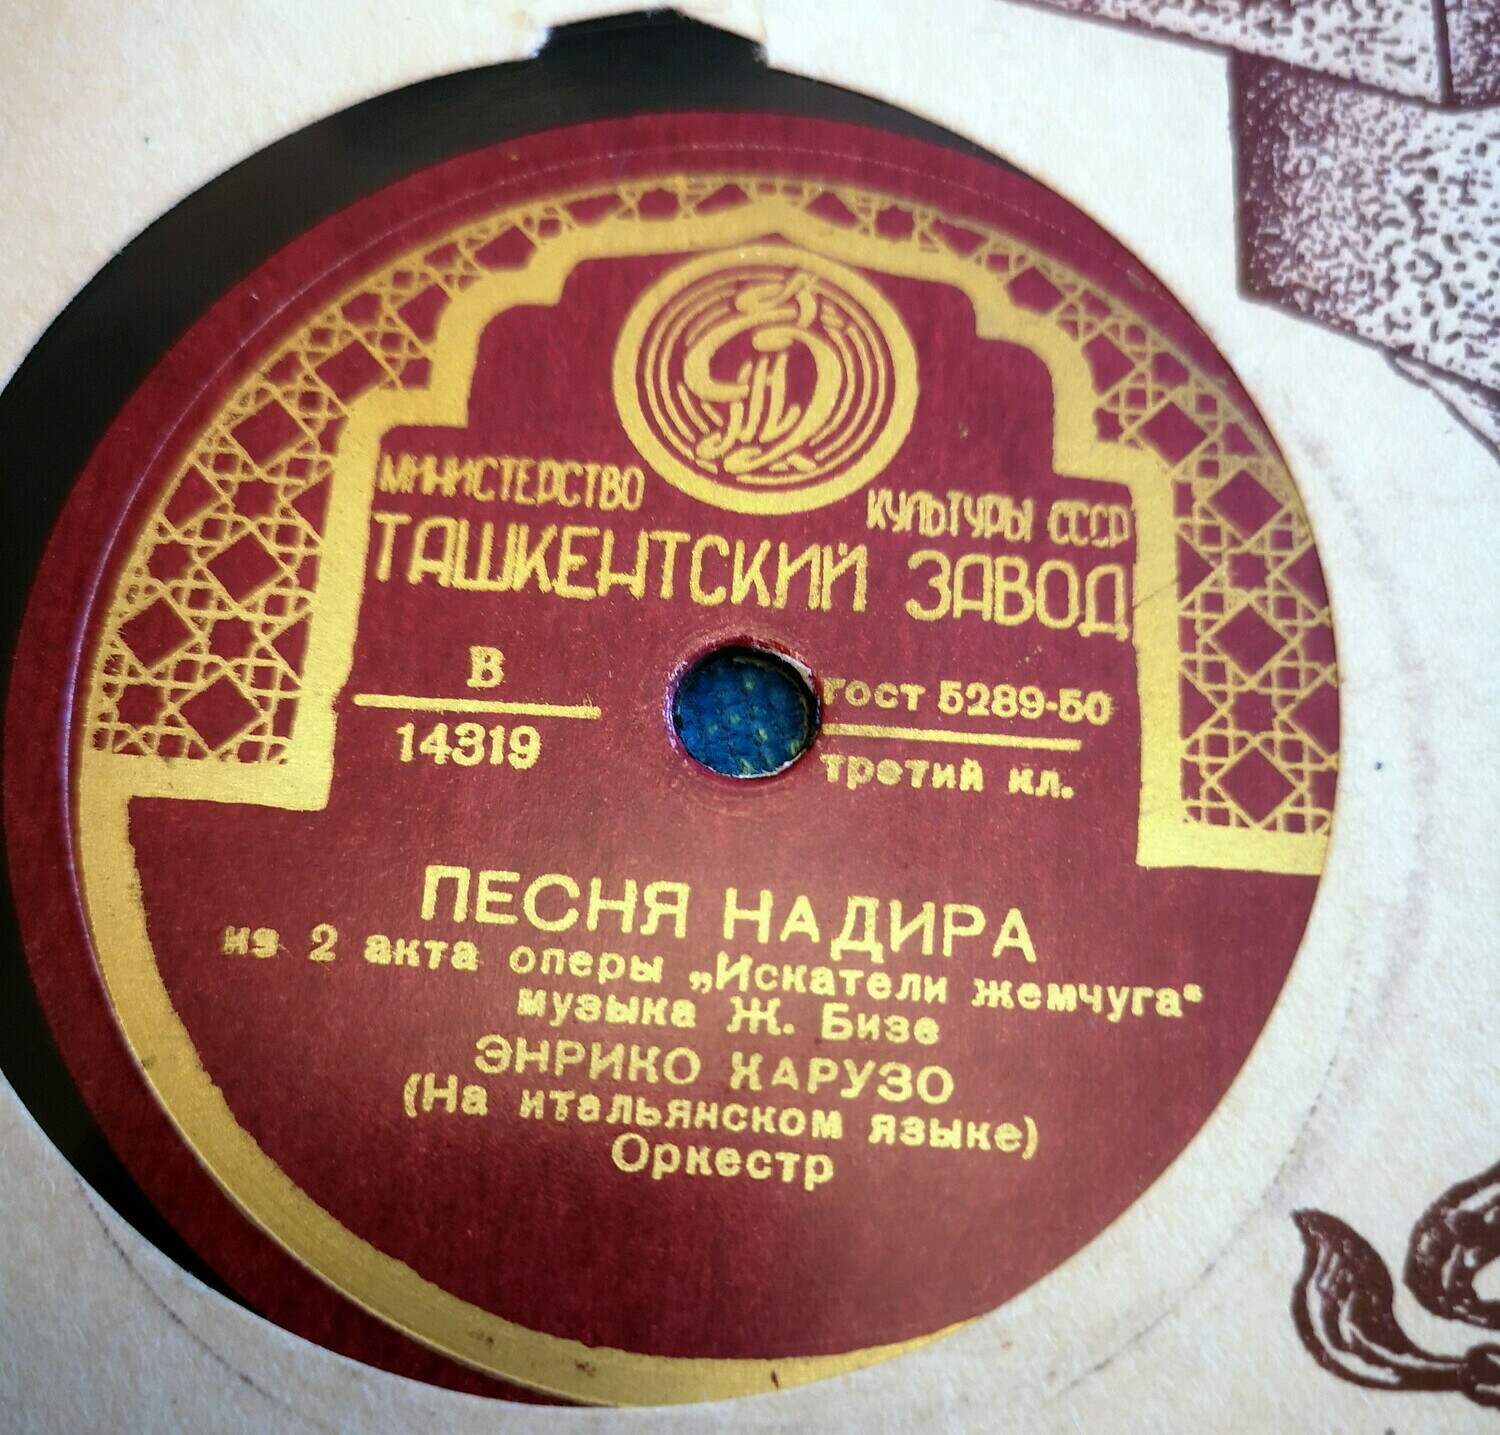 МИНИСТЕРСТВО КУЛЬТУРЫ СССР
ТАШКЕНТСКИЙ ЗАВОД
В
14319
ГОСТ 5289-50
третий кл.
ПЕСНЯ НАДИРА
из 2 акта оперы „Искатели жемчуга“
музыка Ж. Бизе
ЭНРИКО КАРУЗО
(На итальянском языке)
Оркестр